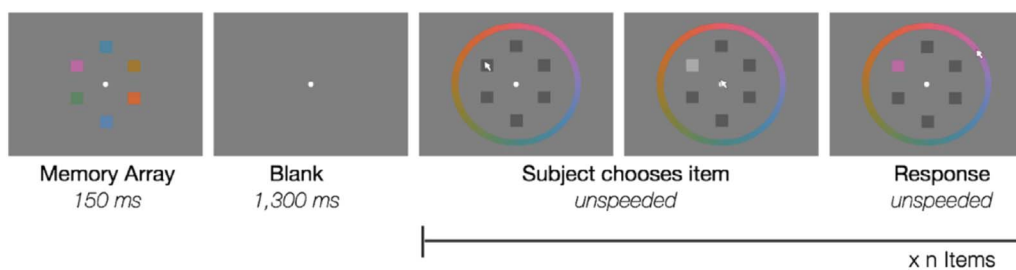 Memory Array
150 ms
Blank
1,300 ms
Subject chooses item
unspeeded
Response
unspeeded
x n Items